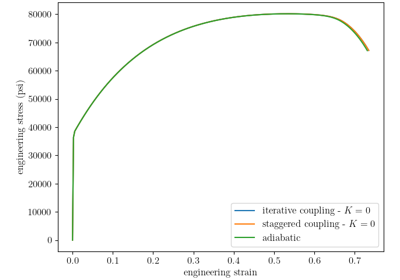 80000
70000
60000
50000
40000
30000
20000
10000
0
engineering stress (psi)
iterative coupling - K = 0
staggered coupling - K = 0
adiabatic
0.0 0.1 0.2 0.3 0.4 0.5 0.6 0.7
engineering strain